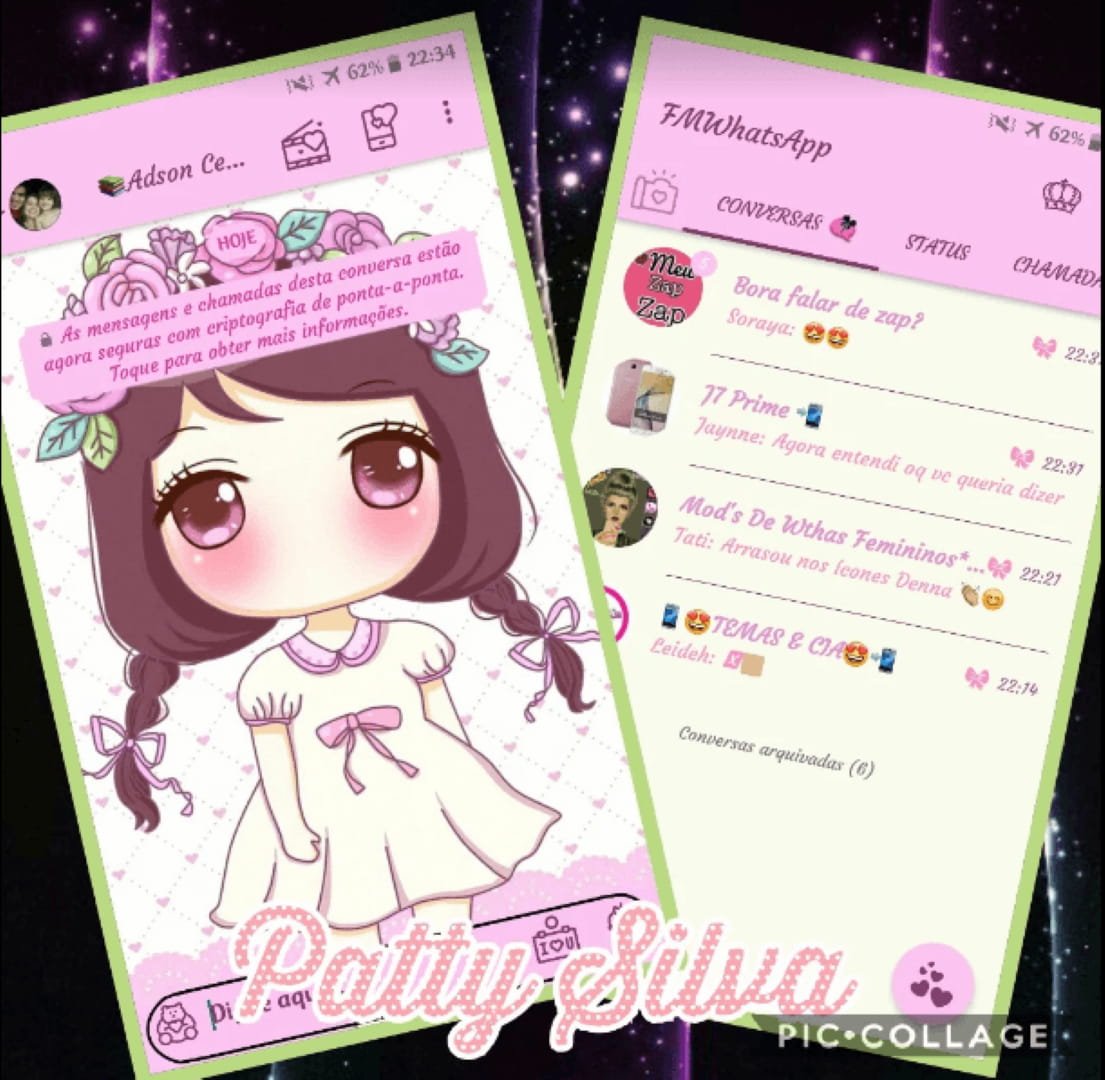 62% 22:34
📚Adson Ce...
HOJE
🔒 As mensagens e chamadas desta conversa estão
agora seguras com criptografia de ponta-a-ponta.
Toque para obter mais informações.
I♡U
62%
FMWhatsApp
CONVERSAS
STATUS
CHAMADA
Meu
Zap
Zap
5
Bora falar de zap?
Soraya: 😍😍
J7 Prime 📲
22:31
Jaynne: Agora entendi oq vc queria dizer
Mod's De Wthas Femininos*...
22:21
Tati: Arrasou nos ícones Denna 👏😊
📱😍TEMAS & CIA😍📲
22:14
Leideh:
Conversas arquivadas (6)
Patty Silva
PIC•COLLAGE